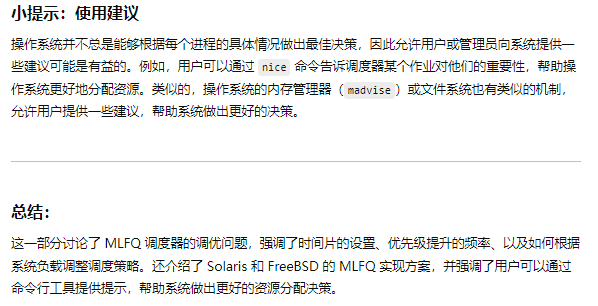 小提示：使用建议
操作系统并不总是能够根据每个进程的具体情况做出最佳决策，因此允许用户或管理员向系统提供一
些建议可能是有益的。例如，用户可以通过 nice 命令告诉调度器某个作业对他们的重要性，帮助操
作系统更好地分配资源。类似的，操作系统的内存管理器（madvise）或文件系统也有类似的机制，
允许用户提供一些建议，帮助系统做出更好的决策。
总结：
这一部分讨论了 MLFQ 调度器的调优问题，强调了时间片的设置、优先级提升的频率、以及如何根据
系统负载调整调度策略。还介绍了 Solaris 和 FreeBSD 的 MLFQ 实现方案，并强调了用户可以通过
命令行工具提供提示，帮助系统做出更好的资源分配决策。